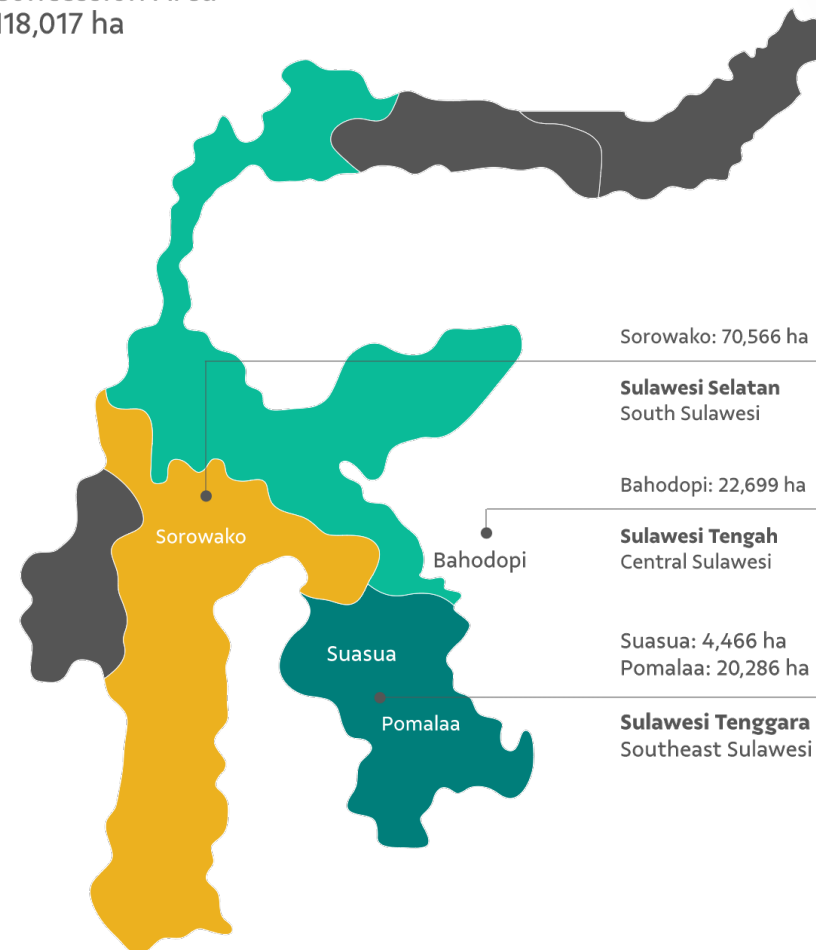 118,017 ha
Sorowako: 70,566 ha
Sulawesi Selatan
South Sulawesi
Bahodopi: 22,699 ha
Sorowako
Sulawesi Tengah
Bahodopi
Central Sulawesi
Suasua: 4,466 ha
Suasua
Pomalaa: 20,286 ha
Pomalaa
Sulawesi Tenggara
Southeast Sulawesi